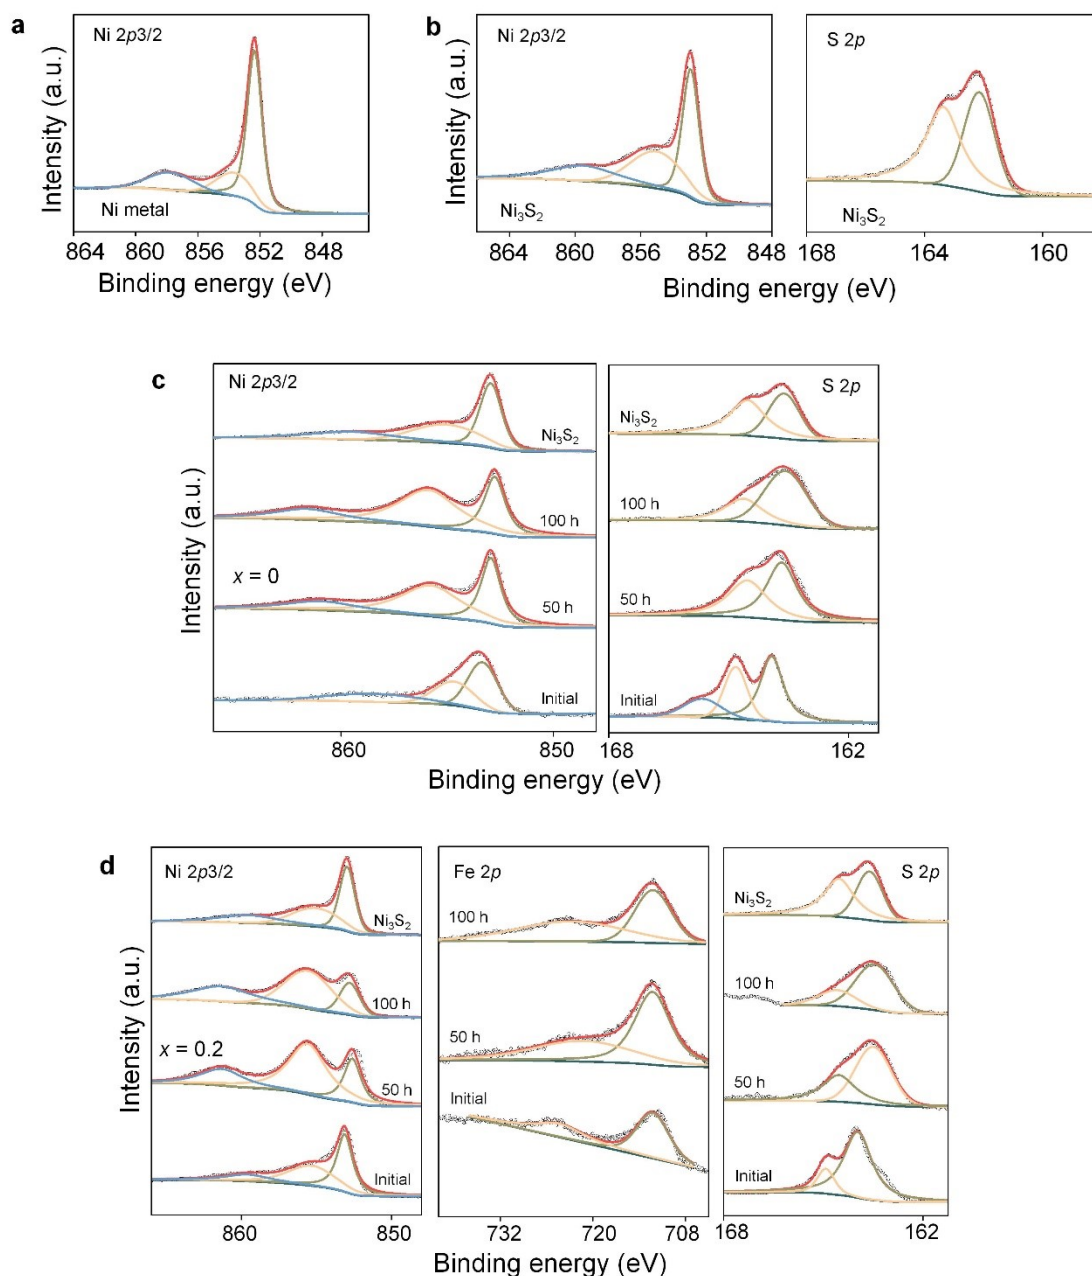 a
Ni 2p3/2
Intensity (a.u.)
Ni metal
864 860 856 852 848
Binding energy (eV)
b
Ni 2p3/2
Intensity (a.u.)
Ni₃S₂
864 860 856 852 848
S 2p
Ni₃S₂
168 164 160
Binding energy (eV)
c
Ni 2p3/2
Intensity (a.u.)
Ni₃S₂
100 h
x = 0
50 h
Initial
860 850
S 2p
Ni₃S₂
100 h
50 h
Initial
168 162
Binding energy (eV)
d
Ni 2p3/2
Intensity (a.u.)
Ni₃S₂
100 h
x = 0.2
50 h
Initial
860 850
Fe 2p
100 h
50 h
Initial
732 720 708
S 2p
Ni₃S₂
100 h
50 h
Initial
168 162
Binding energy (eV)